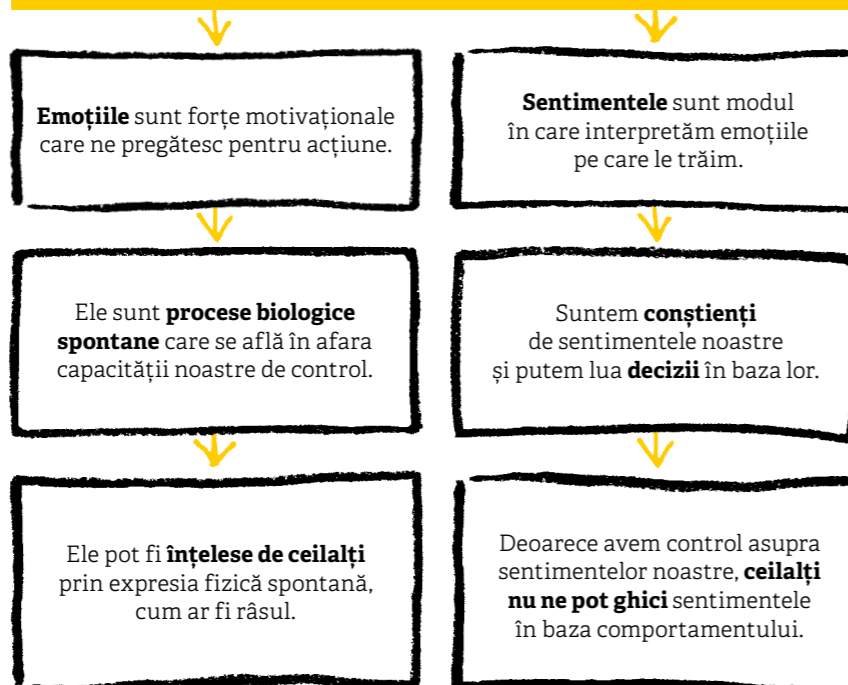 Emoțiile sunt forțe motivaționale
care ne pregătesc pentru acțiune.
Sentimentele sunt modul
în care interpretăm emoțiile
pe care le trăim.
Ele sunt procese biologice
spontane care se află în afara
capacității noastre de control.
Suntem conștienți
de sentimentele noastre
și putem lua decizii în baza lor.
Ele pot fi înțelese de ceilalți
prin expresia fizică spontană,
cum ar fi râsul.
Deoarece avem control asupra
sentimentelor noastre, ceilalți
nu ne pot ghici sentimentele
în baza comportamentului.